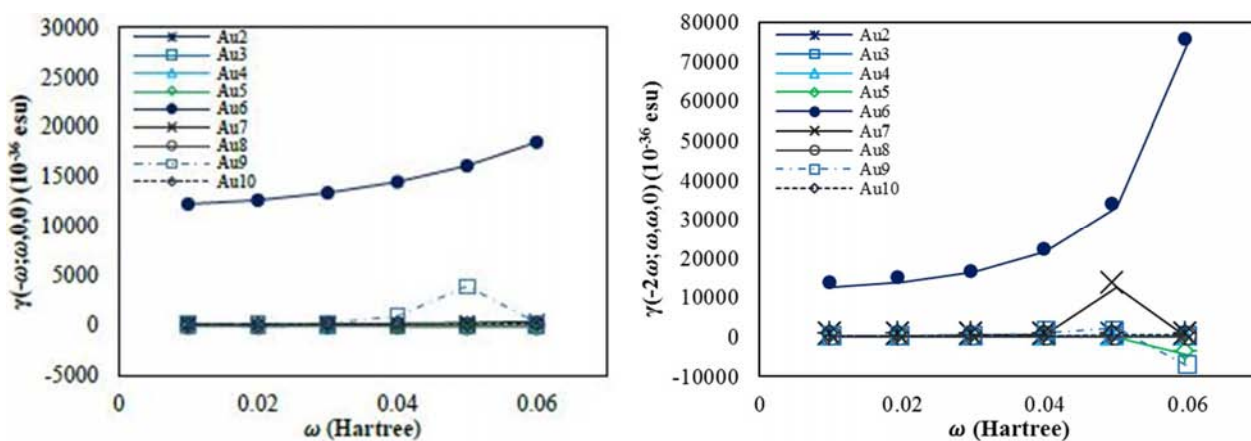 30000
25000
20000
15000
10000
5000
0
-5000
γ(-ω;ω,0,0) (10⁻³⁶ esu)
Au2
Au3
Au4
Au5
Au6
Au7
Au8
Au9
Au10
0 0.02 0.04 0.06
ω (Hartree)
80000
70000
60000
50000
40000
30000
20000
10000
0
-10000
γ(-2ω;ω,ω,0) (10⁻³⁶ esu)
Au2
Au3
Au4
Au5
Au6
Au7
Au8
Au9
Au10
0 0.02 0.04 0.06
ω (Hartree)